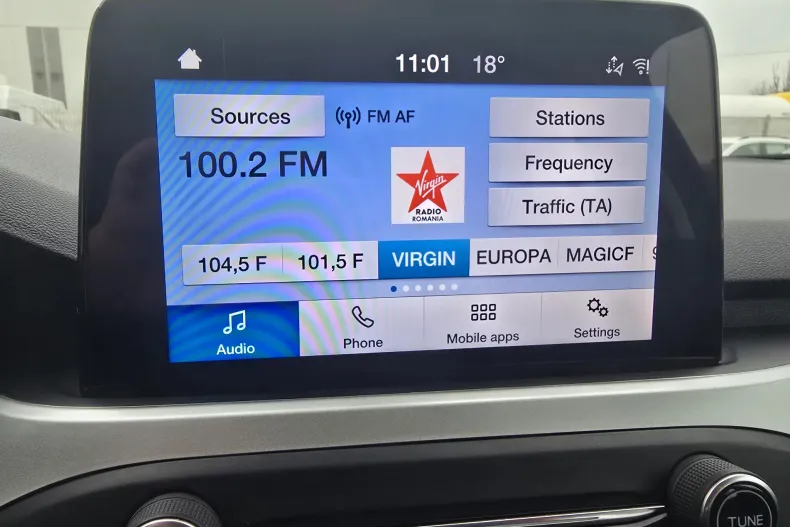 11:01 18°
Sources FM AF Stations
100.2 FM
Virgin
RADIO
ROMANIA
Frequency
Traffic (TA)
104,5 F 101,5 F VIRGIN EUROPA MAGICF 9
Audio Phone Mobile apps Settings
TUNE